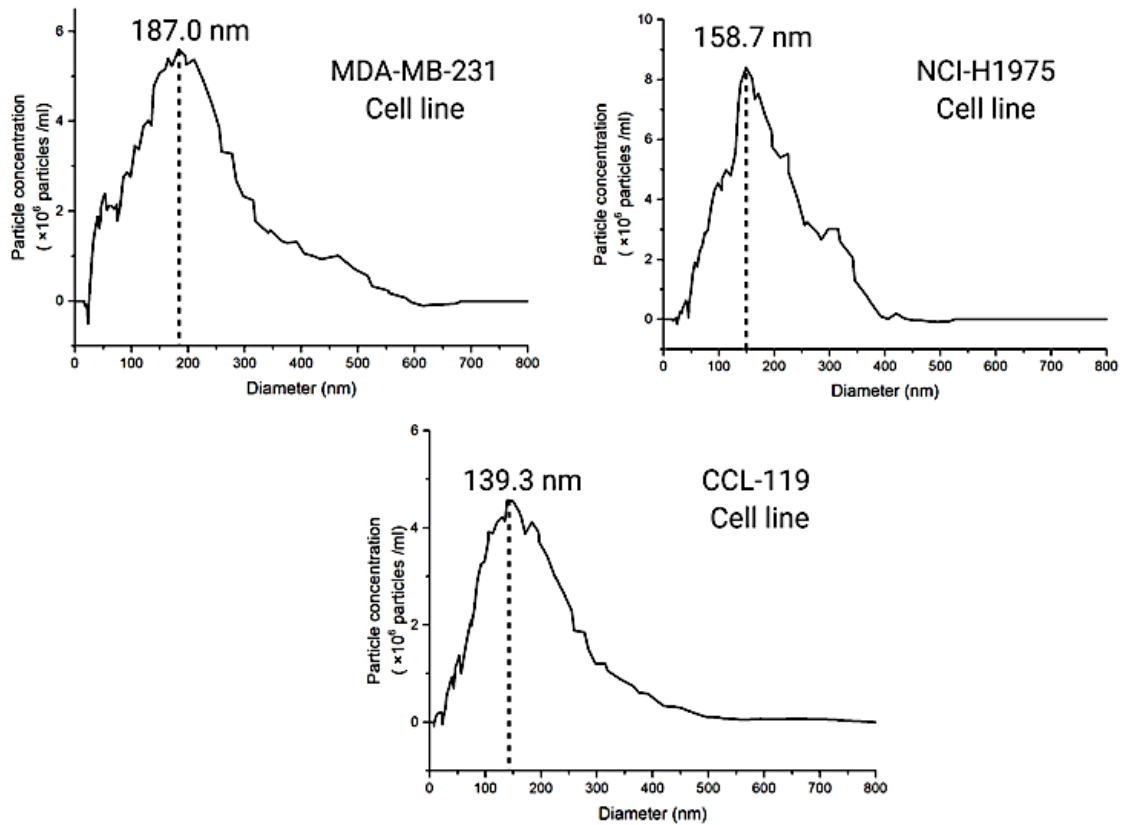 187.0 nm
MDA-MB-231
Cell line
Particle concentration
( ×10⁶ particles /ml)
6
4
2
0
0 100 200 300 400 500 600 700 800
Diameter (nm)
158.7 nm
NCI-H1975
Cell line
Particle concentration
( ×10⁶ particles /ml)
10
8
6
4
2
0
0 100 200 300 400 500 600 700 800
Diameter (nm)
139.3 nm
CCL-119
Cell line
Particle concentration
( ×10⁶ particles /ml)
6
4
2
0
0 100 200 300 400 500 600 700 800
Diameter (nm)